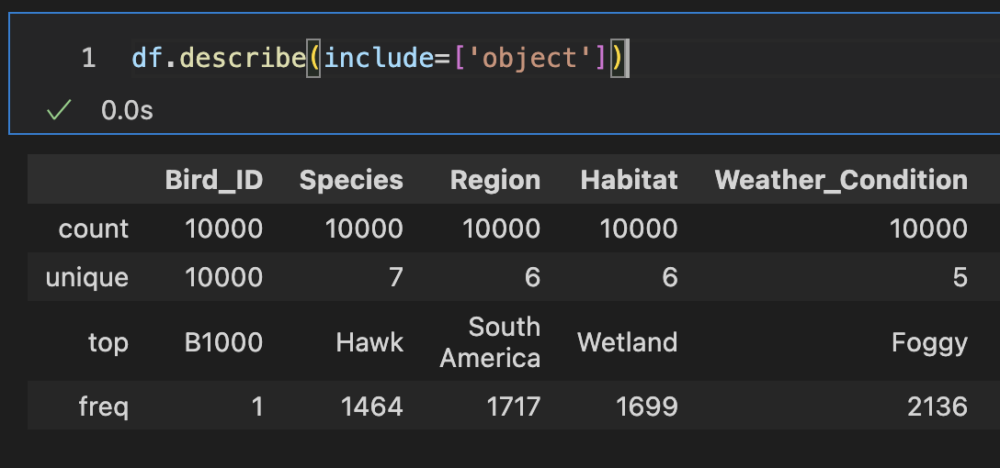 1 df.describe(include=['object'])
0.0s
Bird_ID Species Region Habitat Weather_Condition
count 10000 10000 10000 10000 10000
unique 10000 7 6 6 5
top B1000 Hawk South America Wetland Foggy
freq 1 1464 1717 1699 2136